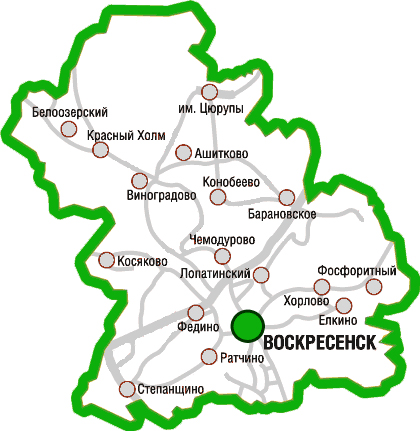 им. Цюрупы
Белоозерский
Красный Холм
Ашитково
Конобеево
Виноградово
Барановское
Чемодурово
Косяково
Лопатинский
Фосфоритный
Хорлово
Елкино
Федино
ВОСКРЕСЕНСК
Ратчино
Степанщино